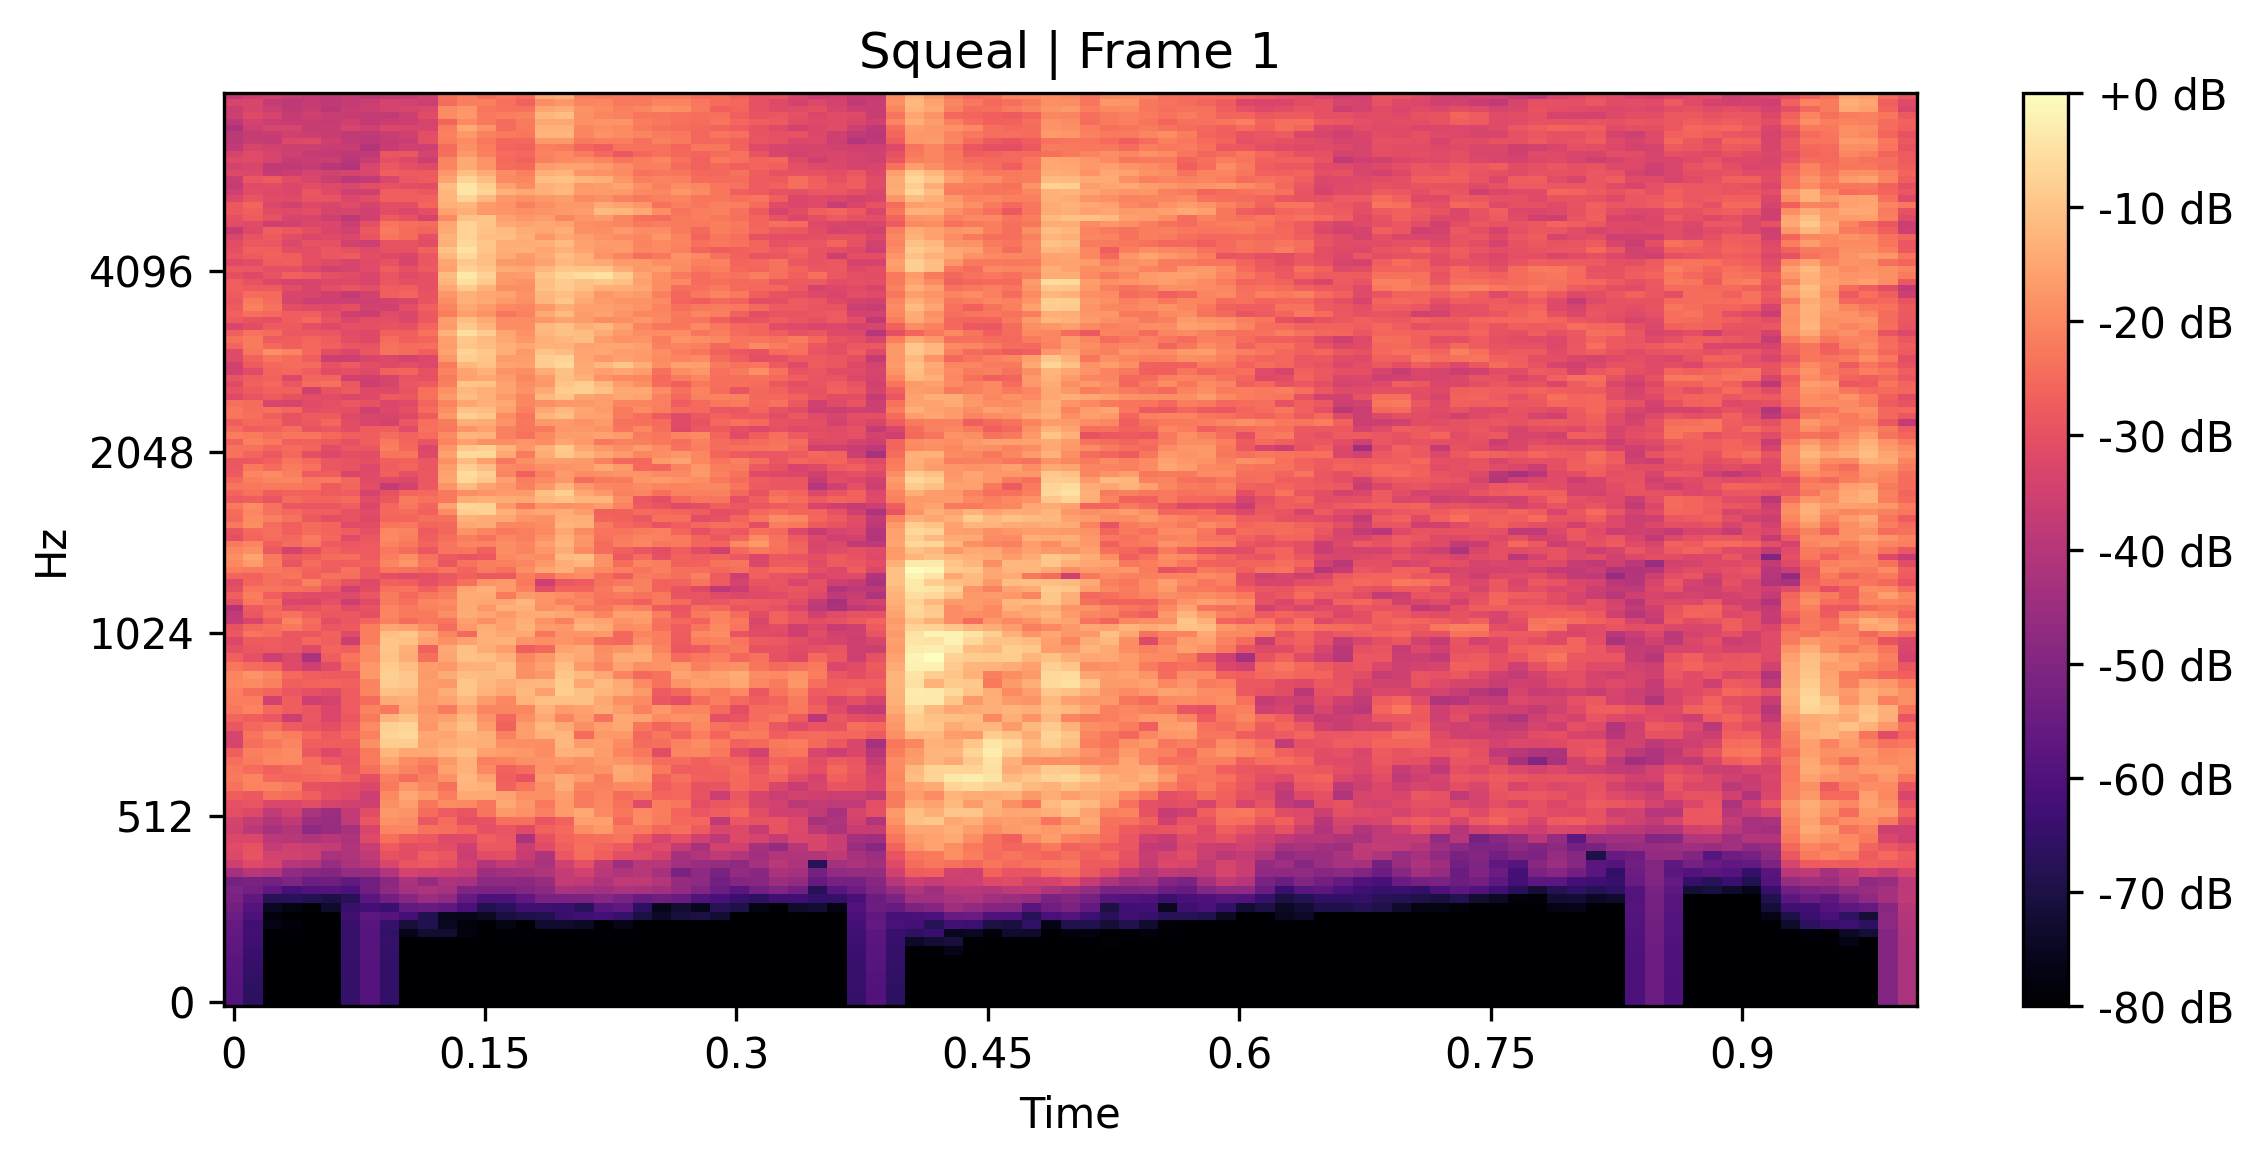 Squeal | Frame 1
+0 dB
-10 dB
-20 dB
-30 dB
-40 dB
-50 dB
-60 dB
-70 dB
-80 dB
Hz
4096
2048
1024
512
0
0 0.15 0.3 0.45 0.6 0.75 0.9
Time